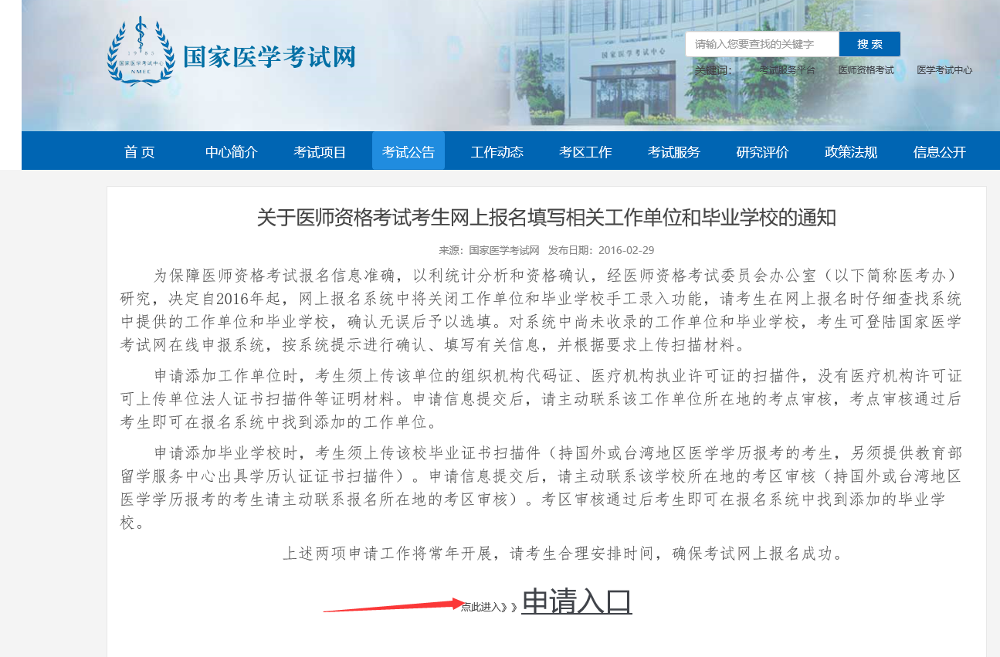 1985
国家医学考试中心
NMEC
国家医学考试网
国家医学考试中心
请输入您要查找的关键字
搜 索
关键词：
考试服务平台
医师资格考试
医学考试中心
首 页
中心简介
考试项目
考试公告
工作动态
考区工作
考试服务
研究评价
政策法规
信息公开
关于医师资格考试考生网上报名填写相关工作单位和毕业学校的通知
来源：国家医学考试网 发布日期：2016-02-29
为保障医师资格考试报名信息准确，以利统计分析和资格确认，经医师资格考试委员会办公室（以下简称医考办）
研究，决定自2016年起，网上报名系统中将关闭工作单位和毕业学校手工录入功能，请考生在网上报名时仔细查找系统
中提供的工作单位和毕业学校，确认无误后予以选填。对系统中尚未收录的工作单位和毕业学校，考生可登陆国家医学
考试网在线申报系统，按系统提示进行确认、填写有关信息，并根据要求上传扫描材料。
申请添加工作单位时，考生须上传该单位的组织机构代码证、医疗机构执业许可证的扫描件，没有医疗机构许可证
可上传单位法人证书扫描件等证明材料。申请信息提交后，请主动联系该工作单位所在地的考点审核，考点审核通过后
考生即可在报名系统中找到添加的工作单位。
申请添加毕业学校时，考生须上传该校毕业证书扫描件（持国外或台湾地区医学学历报考的考生，另须提供教育部
留学服务中心出具学历认证证书扫描件）。申请信息提交后，请主动联系该学校所在地的考区审核（持国外或台湾地区
医学学历报考的考生请主动联系报名所在地的考区审核）。考区审核通过后考生即可在报名系统中找到添加的毕业学
校。
上述两项申请工作将常年开展，请考生合理安排时间，确保考试网上报名成功。
点此进入》》申请入口